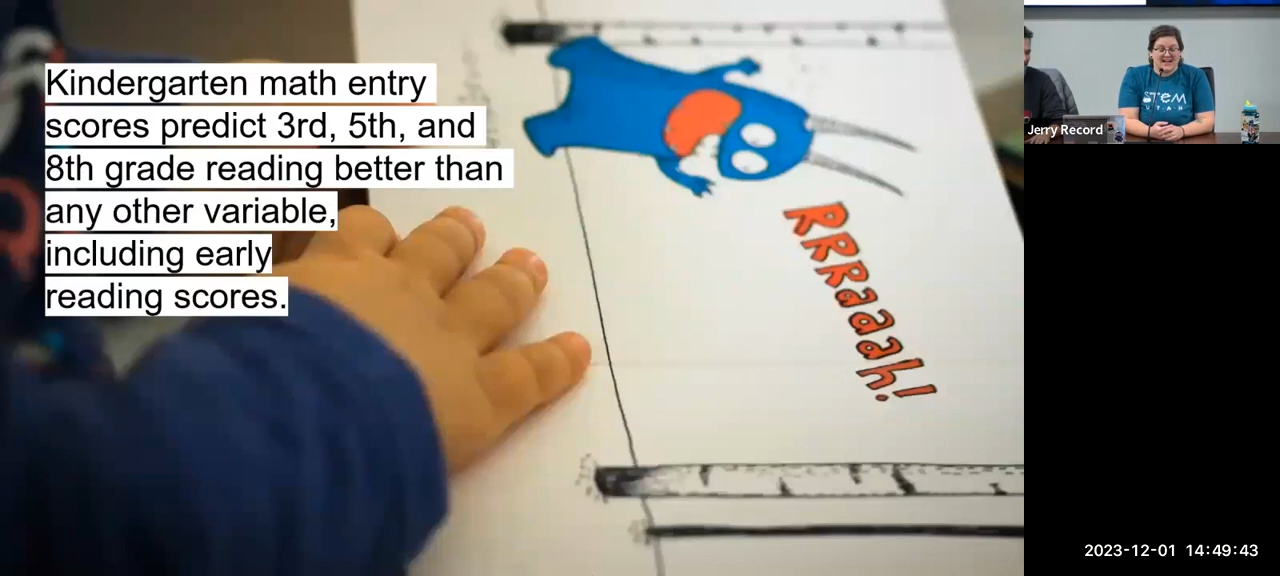 Kindergarten math entry
scores predict 3rd, 5th, and
8th grade reading better than
any other variable,
including early
reading scores.
RRRaaah!
STEM
UTAH
Jerry Record
2023-12-01 14:49:43